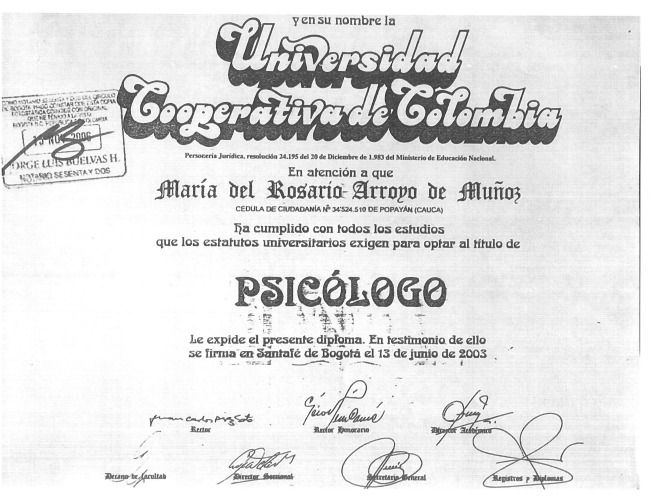 y en su nombre la
Universidad
Cooperativa de Colombia
Personería Jurídica, resolución 24.195 del 20 de Diciembre de 1.983 del Ministerio de Educación Nacional.
En atención a que
María del Rosario Arroyo de Muñoz
CEDULA DE CIUDADANÍA Nº 34'524.510 DE POPAYÁN (CAUCA)
Ha cumplido con todos los estudios
que los estatutos universitarios exigen para optar al título de
PSICÓLOGO
Le expide el presente diploma. En testimonio de ello
se firma en Santafé de Bogotá el 13 de junio de 2003
Rector
Rector Honorario
Director Académico
Decano de Facultad
Director Seccional
Secretario General
Registros y Diplomas
NOV 2006
JORGE LUIS BUELVAS H.
NOTARIO SESENTA Y DOS